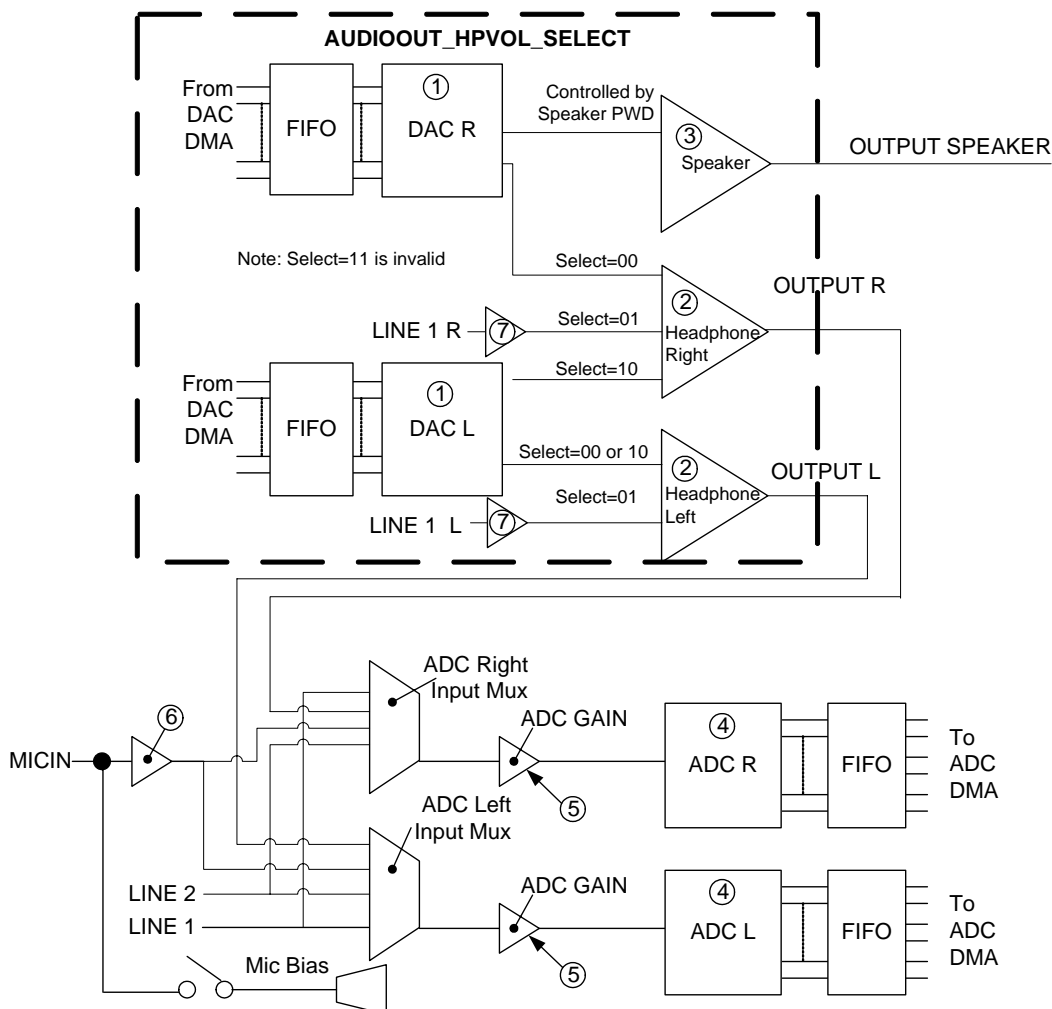 AUDIOOUT_HPVOL_SELECT
From
DAC
DMA
FIFO
1
DAC R
Controlled by
Speaker PWD
3
Speaker
OUTPUT SPEAKER
Note: Select=11 is invalid
Select=00
OUTPUT R
LINE 1 R
7
Select=01
2
Headphone
Right
Select=10
From
DAC
DMA
FIFO
1
DAC L
Select=00 or 10
OUTPUT L
2
Headphone
Left
Select=01
LINE 1 L
7
ADC Right
Input Mux
6
MICIN
ADC GAIN
5
4
ADC R
FIFO
To
ADC
DMA
ADC Left
Input Mux
LINE 2
LINE 1
ADC GAIN
5
4
ADC L
FIFO
To
ADC
DMA
Mic Bias